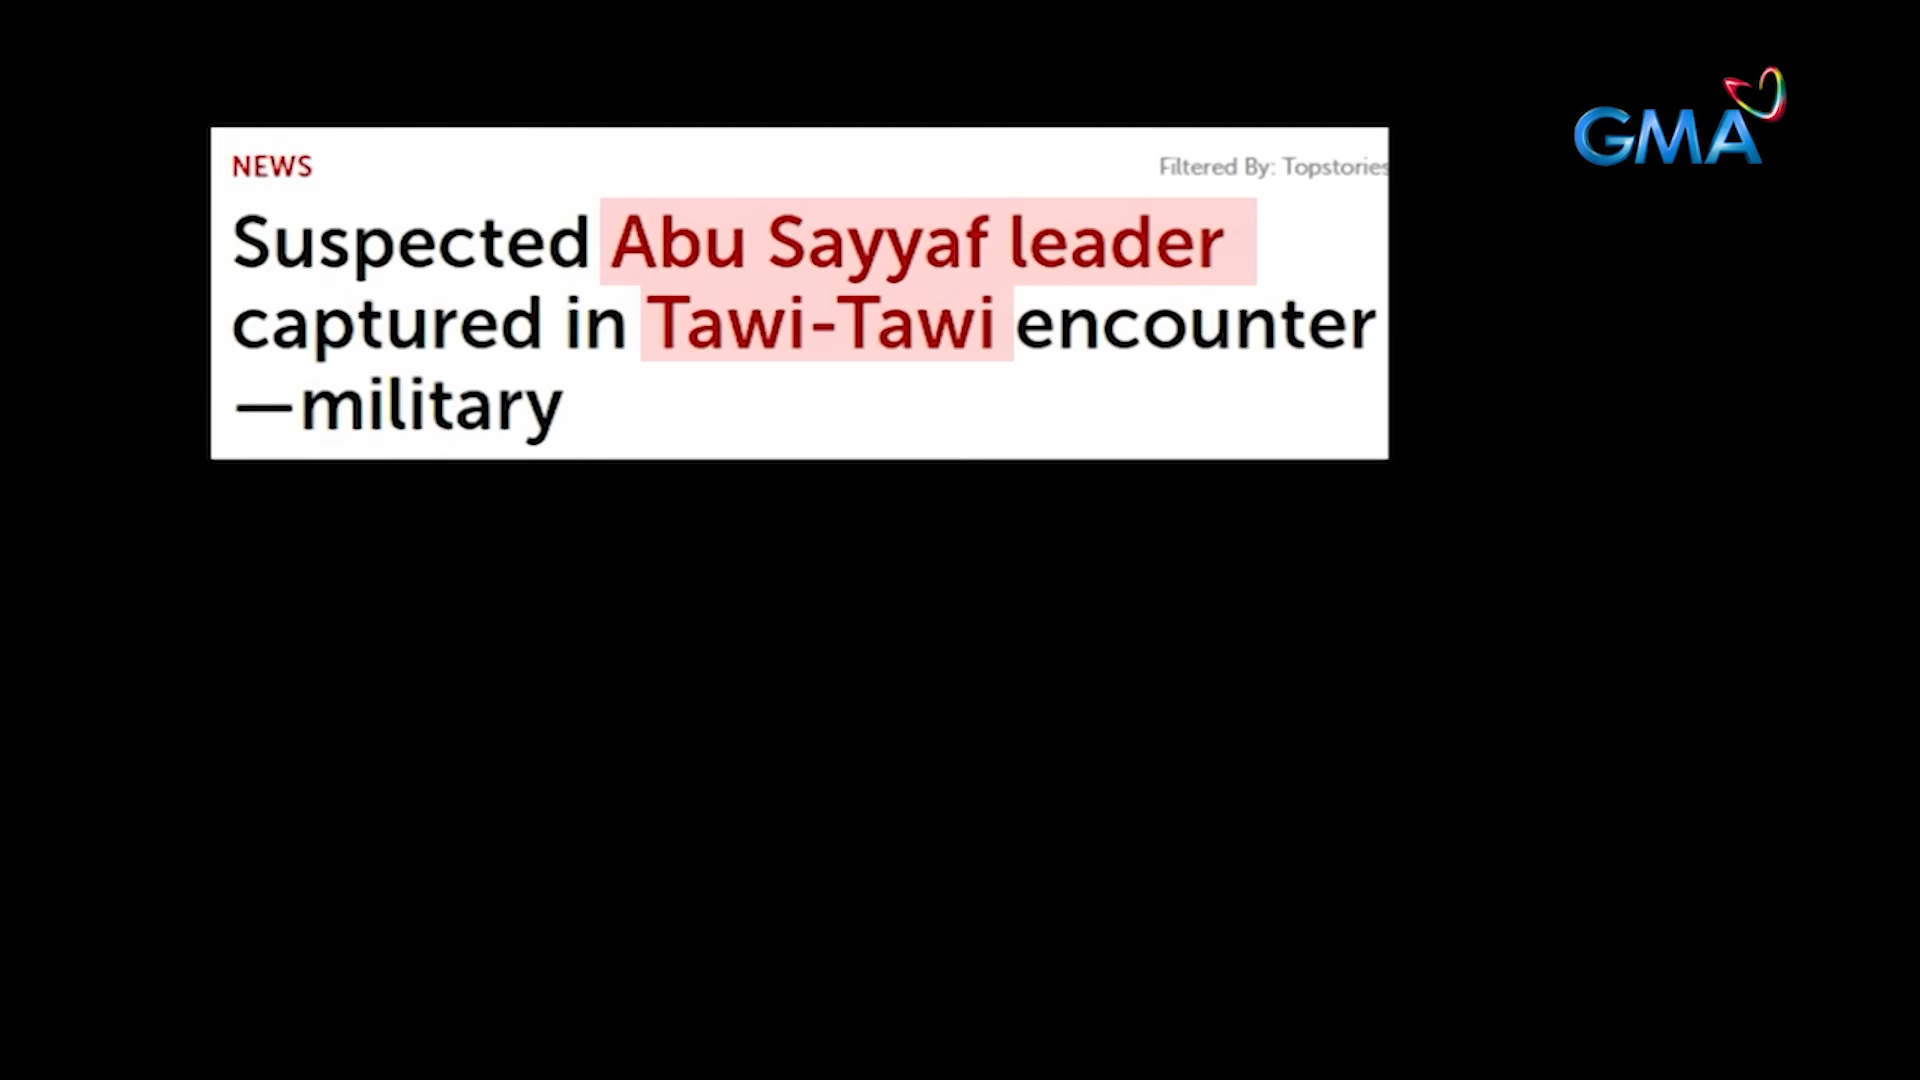 GMA
NEWS
Filtered By: Topstories
Suspected Abu Sayyaf leader
captured in Tawi-Tawi encounter
—military